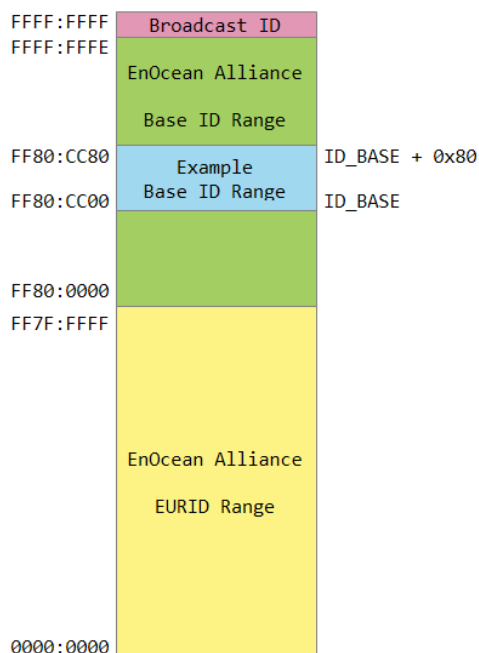 FFFF:FFFF Broadcast ID
FFFF:FFFE
EnOcean Alliance
Base ID Range
FF80:CC80 Example ID_BASE + 0x80
Base ID Range
FF80:CC00 ID_BASE
FF80:0000
FF7F:FFFF
EnOcean Alliance
EURID Range
0000:0000